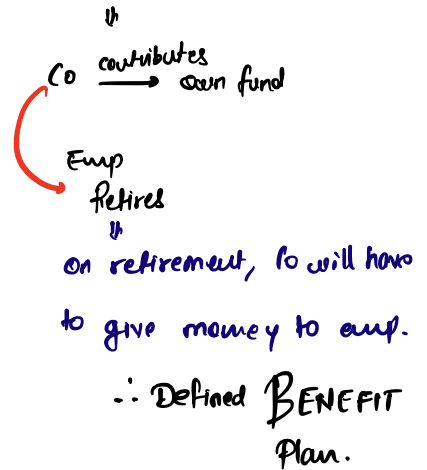 ⇓
Co contributes → own fund
Emp
Retires
⇓
On retirement, Co will have
to give money to emp.
∴ Defined BENEFIT
Plan.